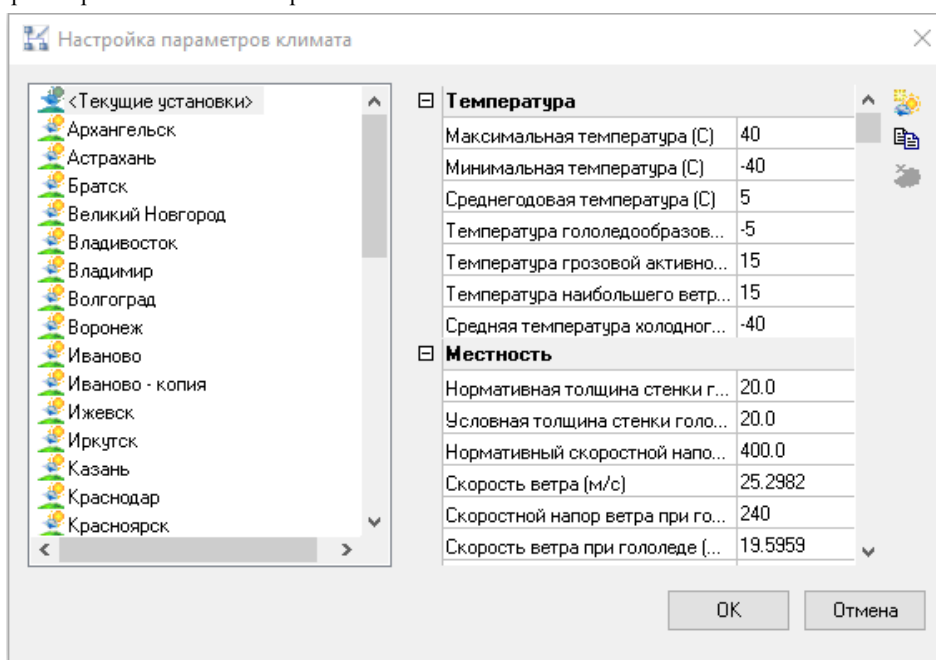 Настройка параметров климата
<Текущие установки>
Архангельск
Астрахань
Братск
Великий Новгород
Владивосток
Владимир
Волгоград
Воронеж
Иваново
Иваново - копия
Ижевск
Иркутск
Казань
Краснодар
Красноярск
Температура
Максимальная температура (С) 40
Минимальная температура (С) -40
Среднегодовая температура (С) 5
Температура гололедообразов... -5
Температура грозовой активно... 15
Температура наибольшего ветр... 15
Средняя температура холодног... -40
Местность
Нормативная толщина стенки г... 20.0
Условная толщина стенки голо... 20.0
Нормативный скоростной напо... 400.0
Скорость ветра (м/с) 25.2982
Скоростной напор ветра при го... 240
Скорость ветра при гололеде (... 19.5959
OK Отмена